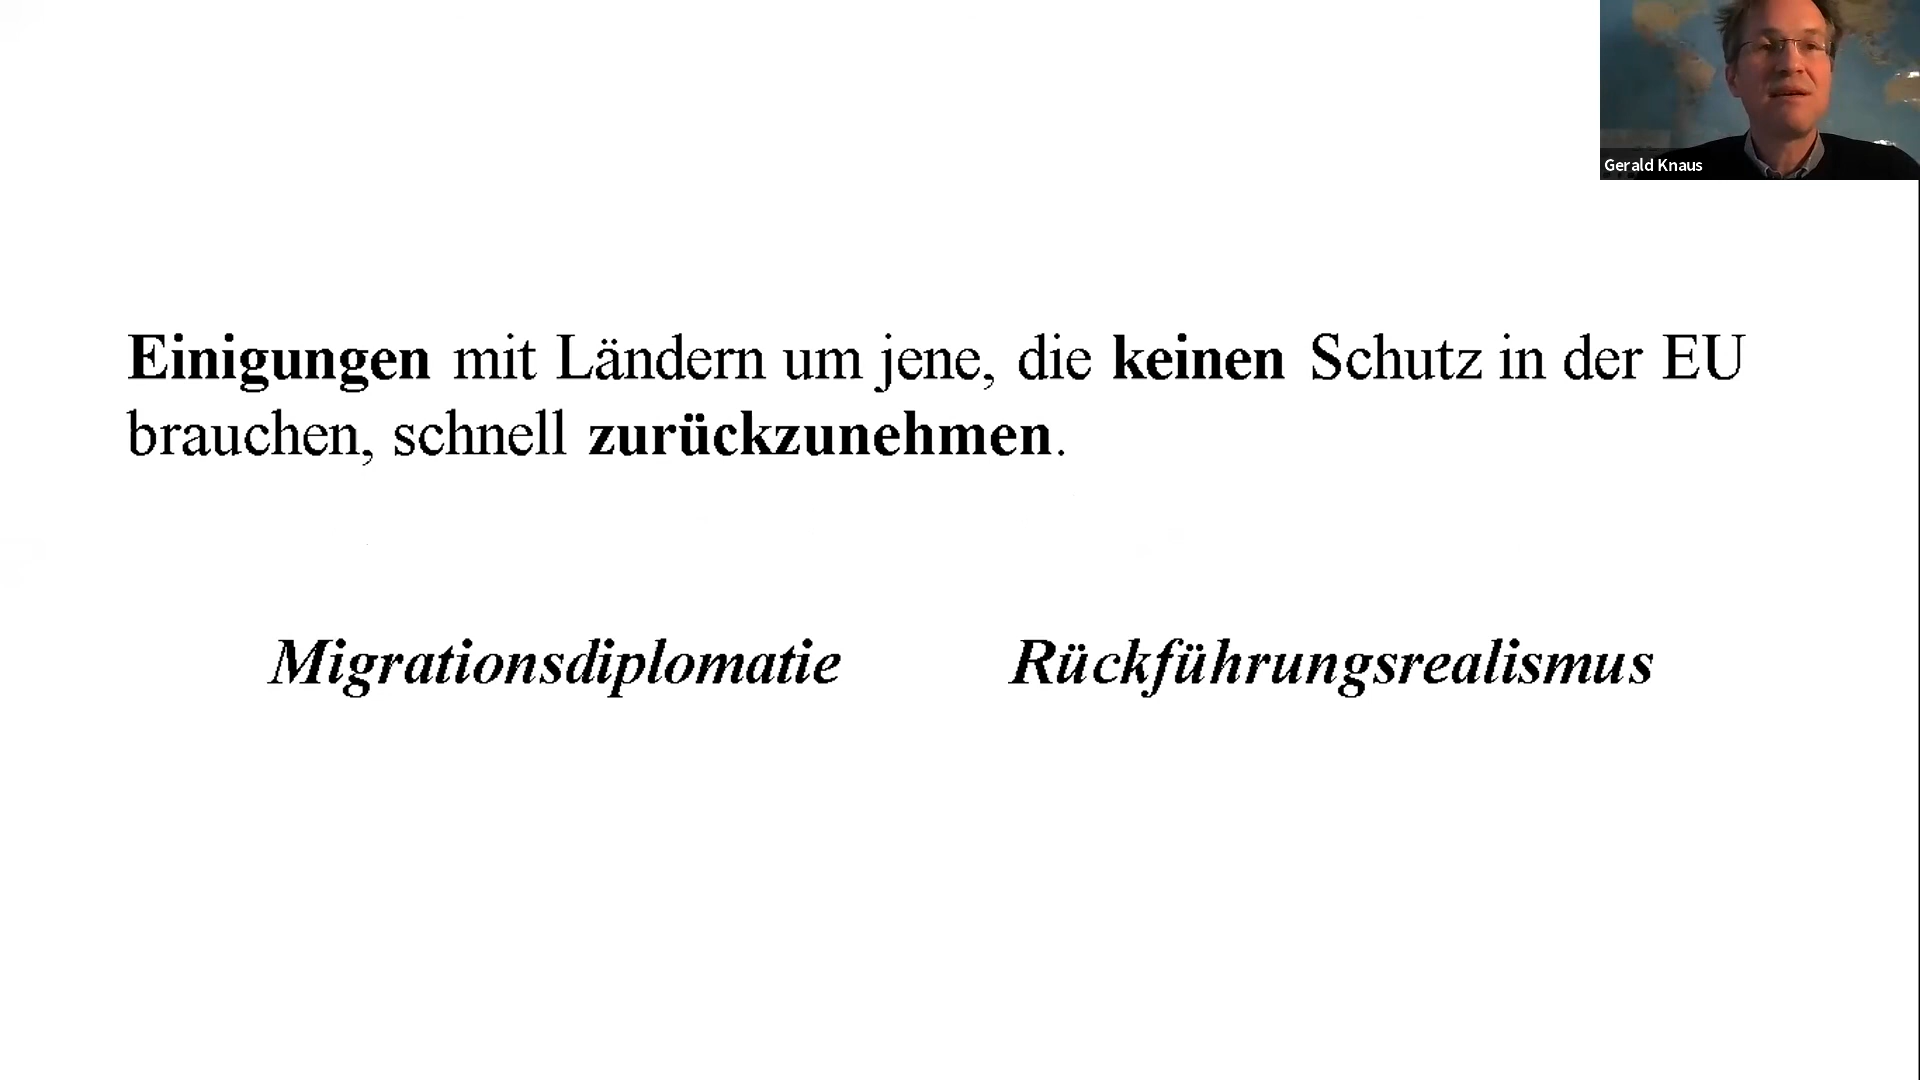 Gerald Knaus
Einigungen mit Ländern um jene, die keinen Schutz in der EU
brauchen, schnell zurückzunehmen.
Migrationsdiplomatie Rückführungsrealismus